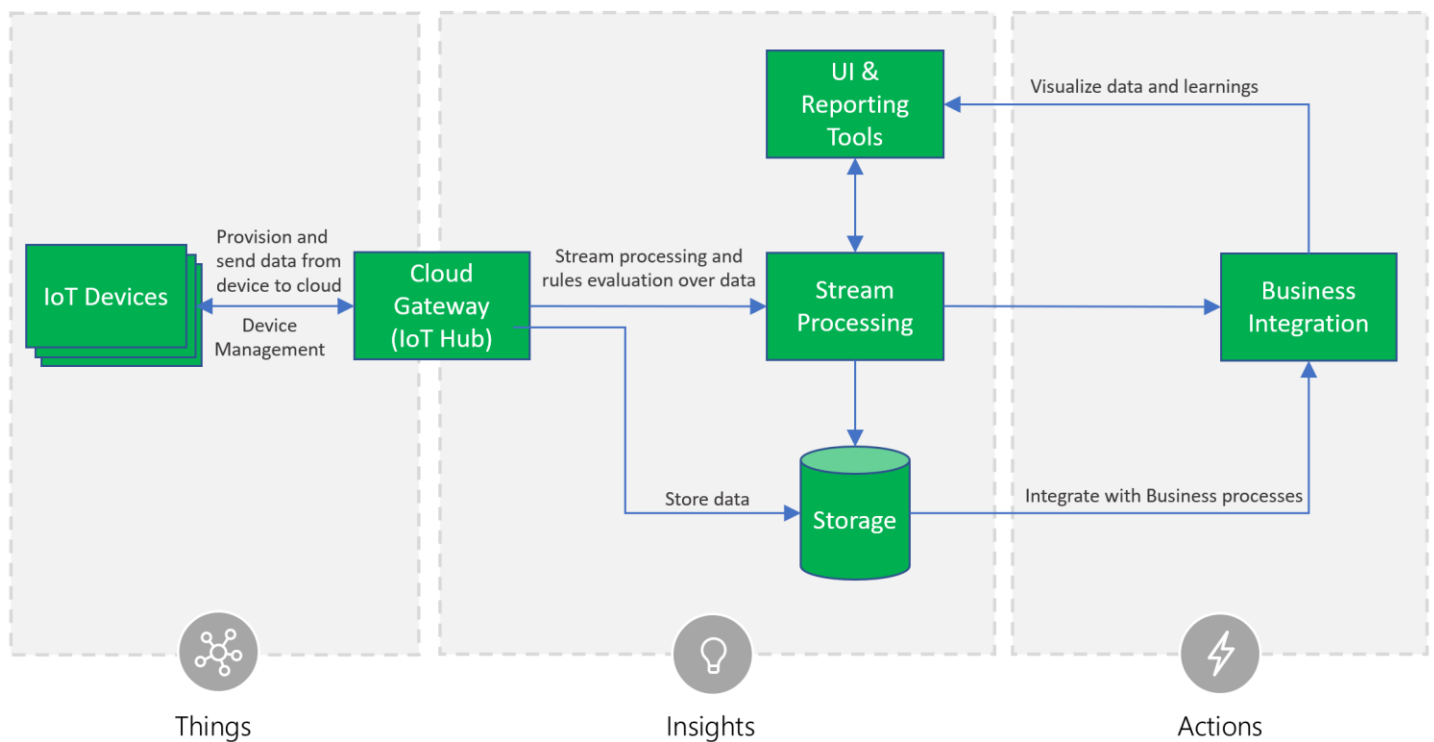 UI &
Reporting
Tools
Visualize data and learnings
Provision and
send data from
device to cloud
IoT Devices
Device
Management
Cloud
Gateway
(IoT Hub)
Stream processing and
rules evaluation over data
Stream
Processing
Business
Integration
Store data
Storage
Integrate with Business processes
Things
Insights
Actions